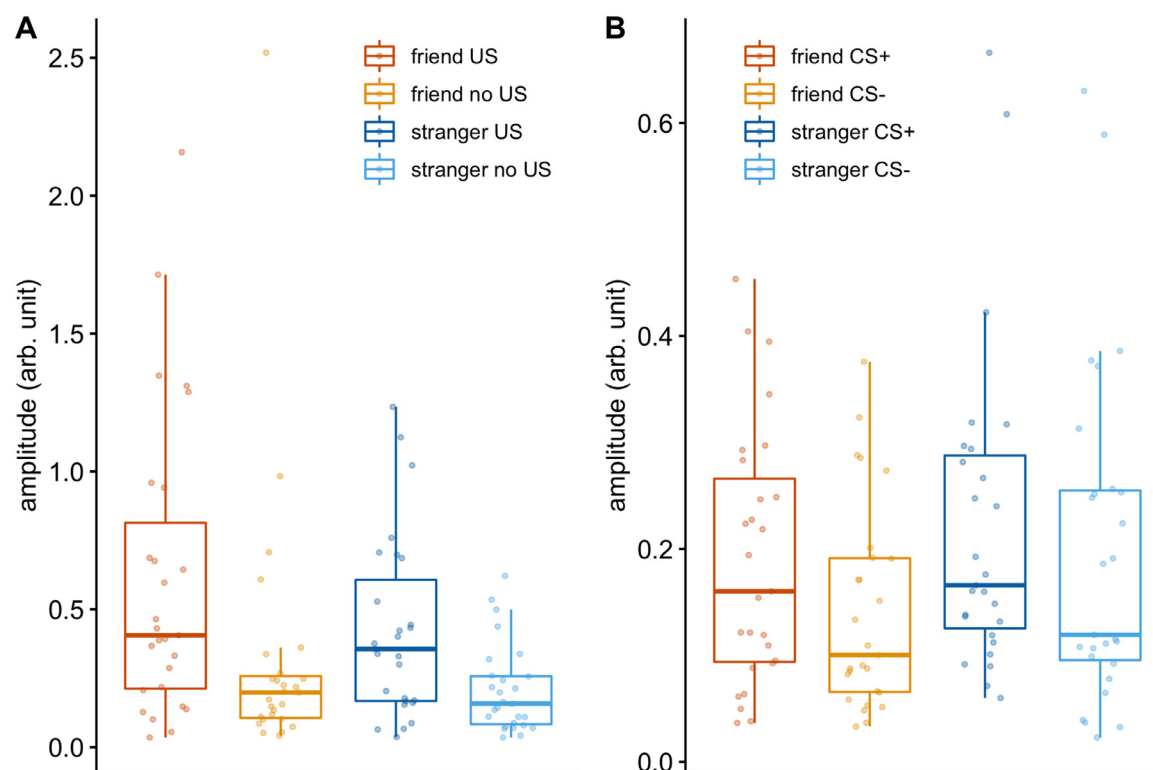 A
amplitude (arb. unit)
2.5
2.0
1.5
1.0
0.5
0.0
friend US
friend no US
stranger US
stranger no US
B
amplitude (arb. unit)
0.6
0.4
0.2
0.0
friend CS+
friend CS-
stranger CS+
stranger CS-